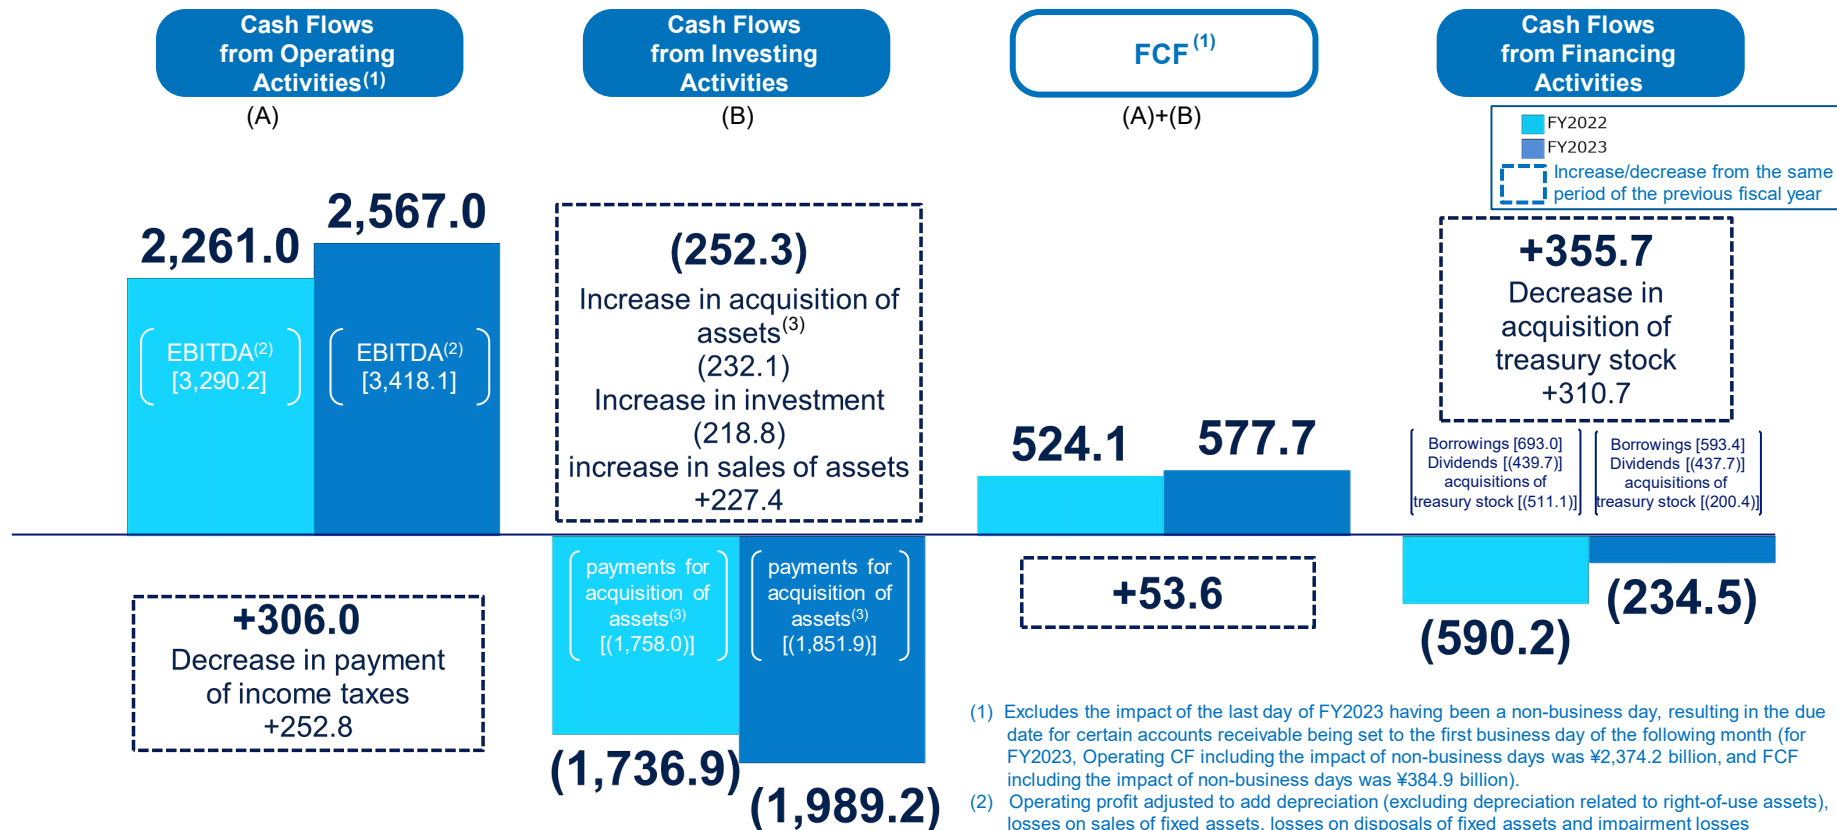 Cash Flows
from Operating
Activities(1)
(A)
Cash Flows
from Investing
Activities
(B)
FCF(1)
(A)+(B)
Cash Flows
from Financing
Activities
FY2022
FY2023
Increase/decrease from the same
period of the previous fiscal year
2,261.0
2,567.0
EBITDA(2)
[3,290.2]
EBITDA(2)
[3,418.1]
+306.0
Decrease in payment
of income taxes
+252.8
(252.3)
Increase in acquisition of
assets(3)
(232.1)
Increase in investment
(218.8)
increase in sales of assets
+227.4
payments for
acquisition of
assets(3)
[(1,758.0)]
payments for
acquisition of
assets(3)
[(1,851.9)]
(1,736.9)
(1,989.2)
524.1
577.7
+53.6
+355.7
Decrease in
acquisition of
treasury stock
+310.7
Borrowings [693.0]
Dividends [(439.7)]
acquisitions of
treasury stock [(511.1)]
Borrowings [593.4]
Dividends [(437.7)]
acquisitions of
treasury stock [(200.4)]
(590.2)
(234.5)
(1) Excludes the impact of the last day of FY2023 having been a non-business day, resulting in the due
date for certain accounts receivable being set to the first business day of the following month (for
FY2023, Operating CF including the impact of non-business days was ¥2,374.2 billion, and FCF
including the impact of non-business days was ¥384.9 billion).
(2) Operating profit adjusted to add depreciation (excluding depreciation related to right-of-use assets),
losses on sales of fixed assets, losses on disposals of fixed assets and impairment losses